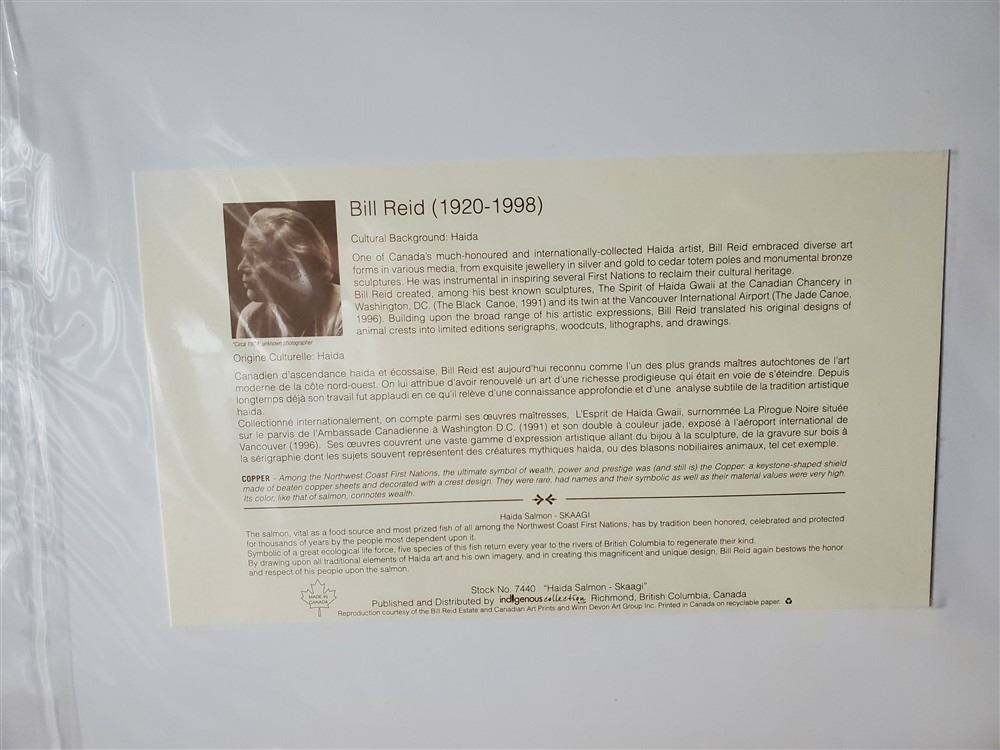 Bill Reid (1920-1998)
Cultural Background: Haida
One of Canada's much-honoured and internationally-collected Haida artist, Bill Reid embraced diverse art
forms in various media, from exquisite jewellery in silver and gold to cedar totem poles and monumental bronze
sculptures. He was instrumental in inspiring several First Nations to reclaim their cultural heritage.
Bill Reid created, among his best known sculptures, The Spirit of Haida Gwaii at the Canadian Chancery in
Washington, DC. (The Black Canoe, 1991) and its twin at the Vancouver International Airport (The Jade Canoe,
1996). Building upon the broad range of his artistic expressions, Bill Reid translated his original designs of
animal crests into limited editions serigraphs, woodcuts, lithographs, and drawings.
*Circa unknown photographer
Origine Culturelle: Haida
Canadien d'ascendance haida et écossaise, Bill Reid est aujourd'hui reconnu comme l'un des plus grands maîtres autochtones de l'art
moderne de la côte nord-ouest. On lui attribue d'avoir renouvelé un art d'une richesse prodigieuse qui était en voie de s'éteindre. Depuis
longtemps déjà son travail fut applaudi en ce qu'il relève d'une connaissance approfondie et d'une analyse subtile de la tradition artistique
haida.
Collectionné internationalement, on compte parmi ses œuvres maîtresses, L'Esprit de Haida Gwaii, surnommée La Pirogue Noire située
sur le parvis de l'Ambassade Canadienne à Washington D.C. (1991) et son double à couleur jade, exposé à l'aéroport international de
Vancouver (1996). Ses œuvres couvrent une vaste gamme d'expression artistique allant du bijou à la sculpture, de la gravure sur bois à
la sérigraphie dont les sujets souvent représentent des créatures mythiques haida, ou des blasons nobiliaires animaux, tel cet exemple.
COPPER - Among the Northwest Coast First Nations, the ultimate symbol of wealth, power and prestige was (and still is) the Copper: a keystone-shaped shield
made of beaten copper sheets and decorated with a crest design. They were rare, had names and their symbolic as well as their material values were very high.
Its color, like that of salmon, connotes wealth.
Haida Salmon - SKAAGI
The salmon, vital as a food source and most prized fish of all among the Northwest Coast First Nations, has by tradition been honored, celebrated and protected
for thousands of years by the people most dependent upon it.
Symbolic of a great ecological life force, five species of this fish return every year to the rivers of British Columbia to regenerate their kind.
By drawing upon all traditional elements of Haida art and his own imagery, and in creating this magnificent and unique design, Bill Reid again bestows the honor
and respect of his people upon the salmon.
MADE IN
CANADA
Stock No. 7440 "Haida Salmon - Skaagi"
Published and Distributed by indigenous collection Richmond, British Columbia, Canada
Reproduction courtesy of the Bill Reid Estate and Canadian Art Prints and Winn Devon Art Group Inc. Printed in Canada on recyclable paper.